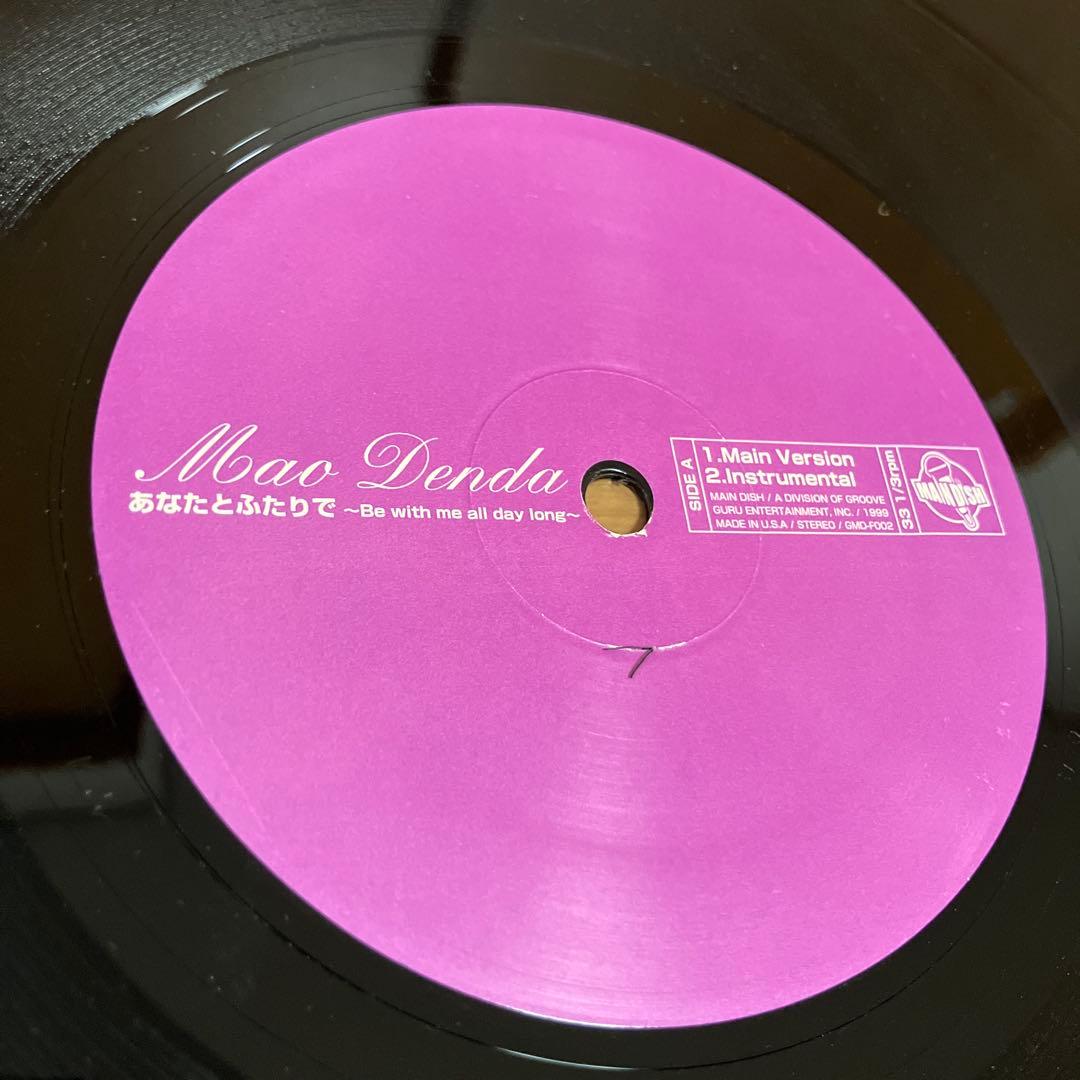 Mao Denda
あなたとふたりで ~Be with me all day long~
SIDE A
1.Main Version
2.Instrumental
MAIN DISH / A DIVISION OF GROOVE
GURU ENTERTAINMENT, INC. / 1999
MADE IN U.S.A / STEREO / GMD-F002
33 1/3rpm
MAIN DISH